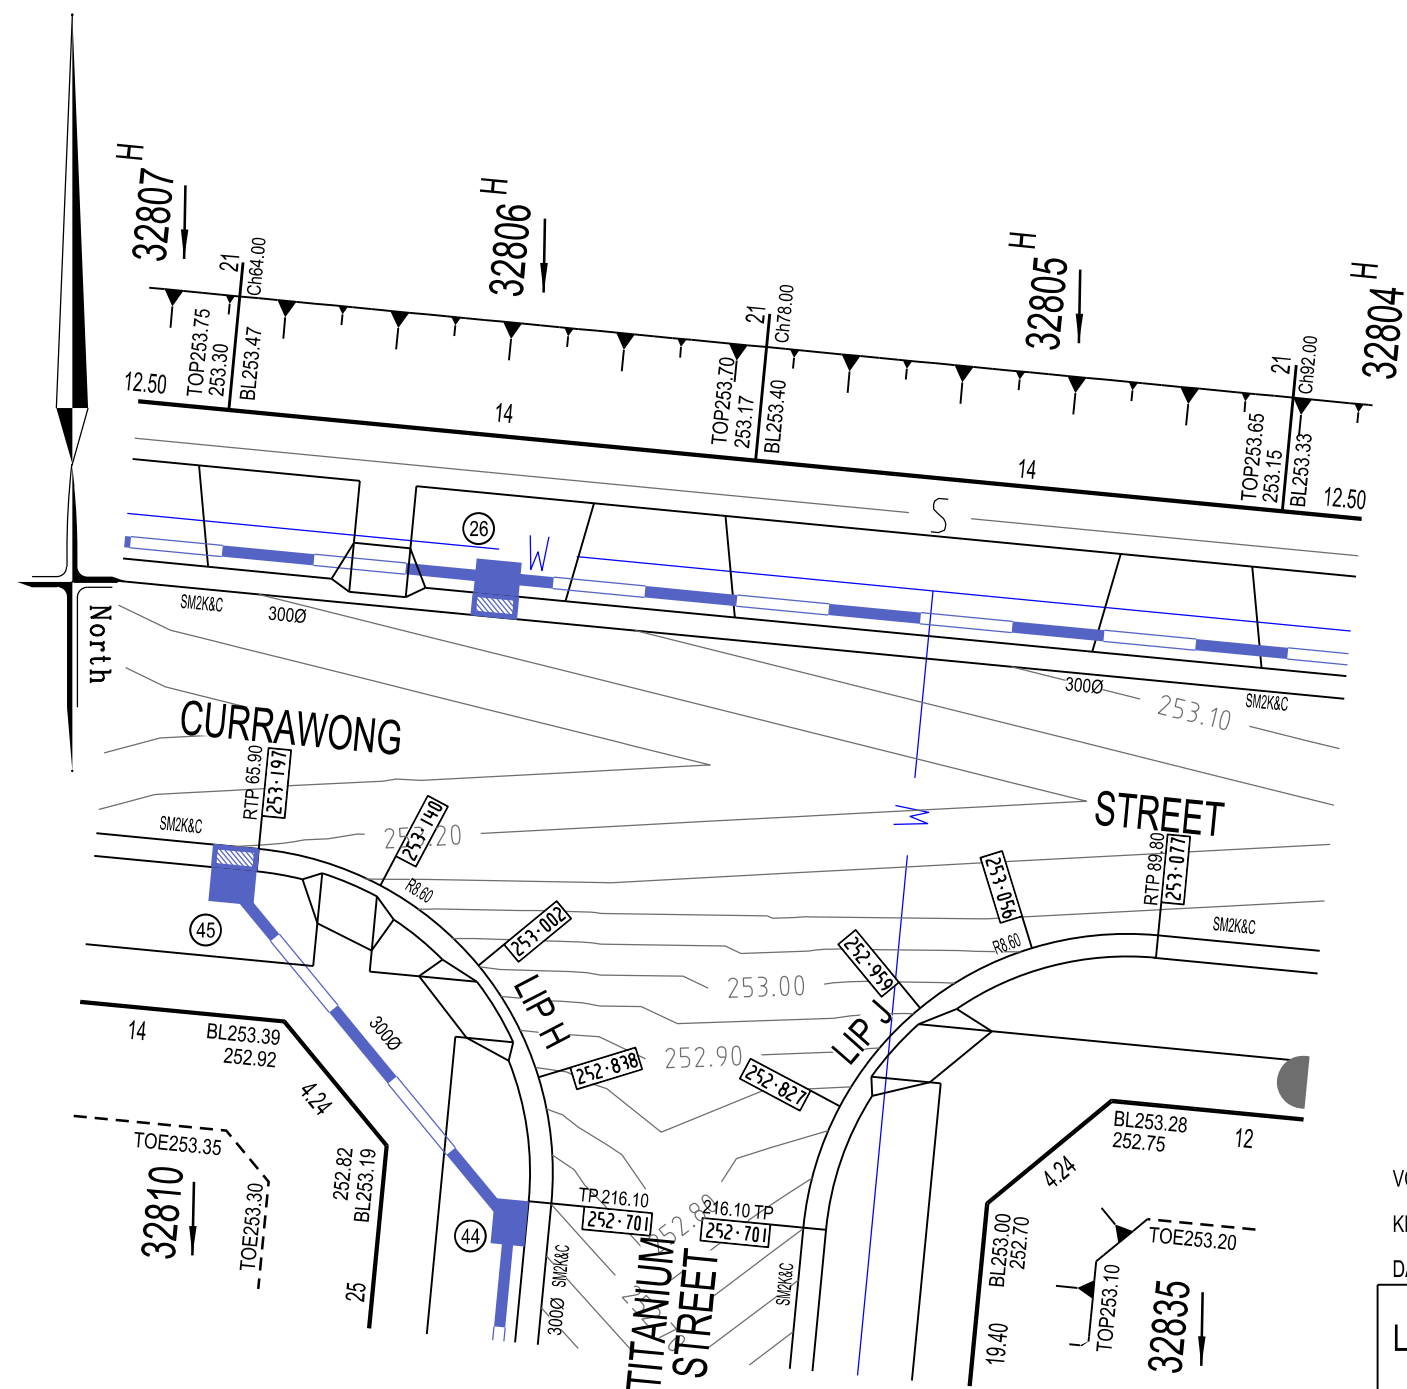 H
32807
H
32806
H
32805
H
32804
21
Ch64.00
TOP253.75
253.30
BL253.47
21
Ch78.00
TOP253.70
253.17
BL253.40
21
Ch92.00
TOP253.65
253.15
BL253.33
12.50
14
14
12.50
S
26
W
North
SM2K&C
300Ø
300Ø
SM2K&C
253.10
CURRAWONG
STREET
RTP 65.90
253.197
253.140
253.20
SM2K&C
R8.60
W
253.056
RTP 89.80
253.077
R8.60
SM2K&C
45
253.002
252.959
253.00
LIP H
LIP J
14
BL253.39
252.92
300Ø
252.90
252.838
252.827
4.24
TOE253.35
252.82
BL253.19
BL253.28
252.75
12
4.24
32810
TOE253.30
TP 216.10
252.701
252.80
216.10 TP
252.701
44
BL253.00
252.70
TOE253.20
TOP253.10
32835
25
300Ø
SM2K&C
TITANIUM
STREET
SM2K&C
19.40
L